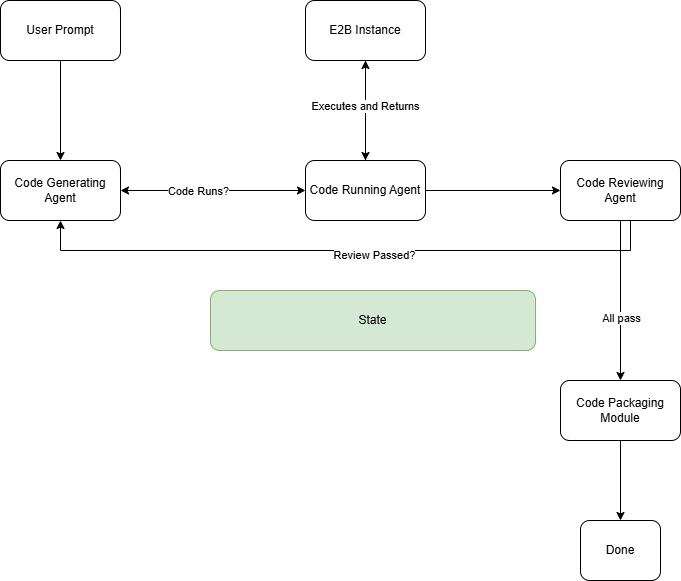 User Prompt
E2B Instance
Executes and Returns
Code Generating
Agent
Code Runs?
Code Running Agent
Code Reviewing
Agent
Review Passed?
State
All pass
Code Packaging
Module
Done